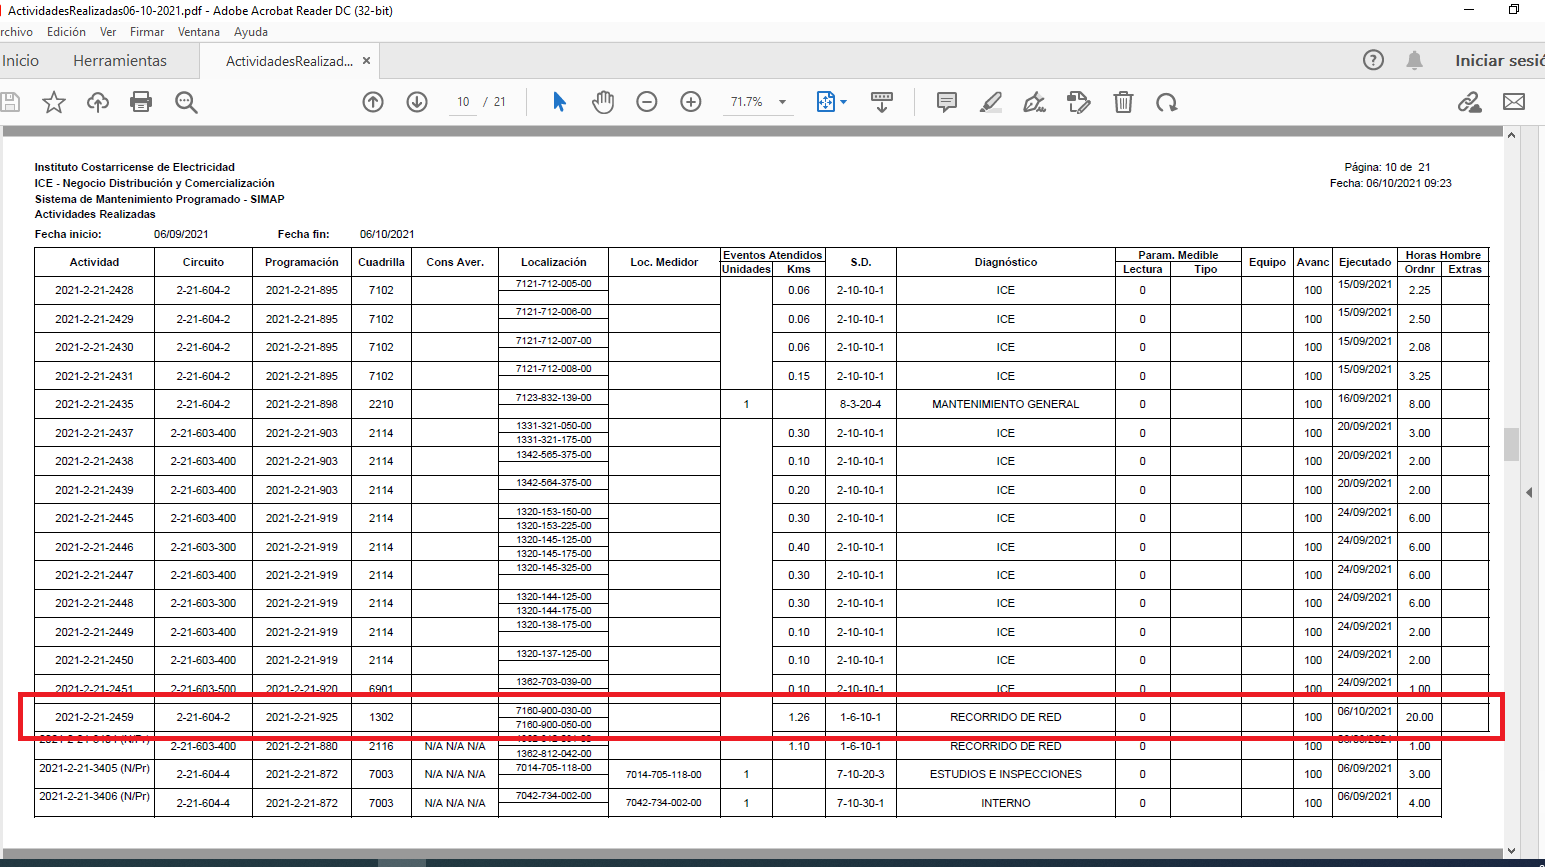 ActividadesRealizadas06-10-2021.pdf - Adobe Acrobat Reader DC (32-bit)
rchivo Edición Ver Firmar Ventana Ayuda
Inicio Herramientas ActividadesRealizad... × Iniciar sesió
10 / 21 71.7%
Instituto Costarricense de Electricidad Página: 10 de 21
ICE - Negocio Distribución y Comercialización Fecha: 06/10/2021 09:23
Sistema de Mantenimiento Programado - SIMAP
Actividades Realizadas
Fecha inicio: 06/09/2021 Fecha fin: 06/10/2021
Actividad Circuito Programación Cuadrilla Cons Aver. Localización Loc. Medidor Eventos Atendidos Unidades Kms S.D. Diagnóstico Param. Medible Lectura Tipo Equipo Avanc Ejecutado Horas Hombre Ordnr Extras
2021-2-21-2428 2-21-604-2 2021-2-21-895 7102 7121-712-005-00 0.06 2-10-10-1 ICE 0 100 15/09/2021 2.25
2021-2-21-2429 2-21-604-2 2021-2-21-895 7102 7121-712-006-00 0.06 2-10-10-1 ICE 0 100 15/09/2021 2.50
2021-2-21-2430 2-21-604-2 2021-2-21-895 7102 7121-712-007-00 0.06 2-10-10-1 ICE 0 100 15/09/2021 2.08
2021-2-21-2431 2-21-604-2 2021-2-21-895 7102 7121-712-008-00 0.15 2-10-10-1 ICE 0 100 15/09/2021 3.25
2021-2-21-2435 2-21-604-2 2021-2-21-898 2210 7123-832-139-00 1 8-3-20-4 MANTENIMIENTO GENERAL 0 100 16/09/2021 8.00
2021-2-21-2437 2-21-603-400 2021-2-21-903 2114 1331-321-050-00 1331-321-175-00 0.30 2-10-10-1 ICE 0 100 20/09/2021 3.00
2021-2-21-2438 2-21-603-400 2021-2-21-903 2114 1342-565-375-00 0.10 2-10-10-1 ICE 0 100 20/09/2021 2.00
2021-2-21-2439 2-21-603-400 2021-2-21-903 2114 1342-564-375-00 0.20 2-10-10-1 ICE 0 100 20/09/2021 2.00
2021-2-21-2445 2-21-603-400 2021-2-21-919 2114 1320-153-150-00 1320-153-225-00 0.30 2-10-10-1 ICE 0 100 24/09/2021 6.00
2021-2-21-2446 2-21-603-300 2021-2-21-919 2114 1320-145-125-00 1320-145-175-00 0.40 2-10-10-1 ICE 0 100 24/09/2021 6.00
2021-2-21-2447 2-21-603-400 2021-2-21-919 2114 1320-145-325-00 0.30 2-10-10-1 ICE 0 100 24/09/2021 6.00
2021-2-21-2448 2-21-603-300 2021-2-21-919 2114 1320-144-125-00 1320-144-175-00 0.30 2-10-10-1 ICE 0 100 24/09/2021 6.00
2021-2-21-2449 2-21-603-400 2021-2-21-919 2114 1320-138-175-00 0.10 2-10-10-1 ICE 0 100 24/09/2021 2.00
2021-2-21-2450 2-21-603-400 2021-2-21-919 2114 1320-137-125-00 0.10 2-10-10-1 ICE 0 100 24/09/2021 2.00
2021-2-21-2451 2-21-603-500 2021-2-21-920 6901 1362-703-039-00 0.10 2-10-10-1 ICE 0 100 24/09/2021 1.00
2021-2-21-2459 2-21-604-2 2021-2-21-925 1302 7160-900-030-00 7160-900-050-00 1.26 1-6-10-1 RECORRIDO DE RED 0 100 06/10/2021 20.00
(N/Pr) 2-21-603-400 2021-2-21-880 2116 N/A N/A N/A 1362-812-042-00 1.10 1-6-10-1 RECORRIDO DE RED 0 100 1.00
2021-2-21-3405 (N/Pr) 2-21-604-4 2021-2-21-872 7003 N/A N/A N/A 7014-705-118-00 7014-705-118-00 1 7-10-20-3 ESTUDIOS E INSPECCIONES 0 100 06/09/2021 3.00
2021-2-21-3406 (N/Pr) 2-21-604-4 2021-2-21-872 7003 N/A N/A N/A 7042-734-002-00 7042-734-002-00 1 7-10-30-1 INTERNO 0 100 06/09/2021 4.00